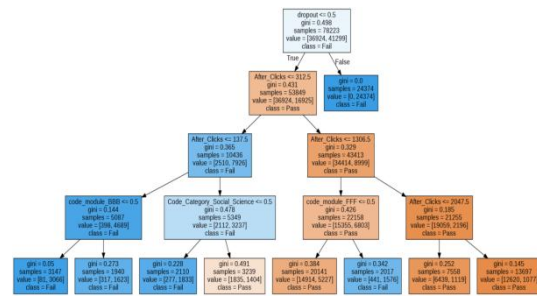 dropout <= 0.5
gini = 0.498
samples = 78223
value = [36924, 41299]
class = Fail
True
False
After_Clicks <= 312.5
gini = 0.431
samples = 53849
value = [36924, 16925]
class = Pass
gini = 0.0
samples = 24374
value = [0, 24374]
class = Fail
After_Clicks <= 137.5
gini = 0.365
samples = 10436
value = [2510, 7926]
class = Fail
After_Clicks <= 1306.5
gini = 0.329
samples = 43413
value = [34414, 8999]
class = Pass
code_module_BBB <= 0.5
gini = 0.144
samples = 5087
value = [398, 4689]
class = Fail
Code_Category_Social_Science <= 0.5
gini = 0.478
samples = 5349
value = [2112, 3237]
class = Fail
code_module_FFF <= 0.5
gini = 0.426
samples = 22158
value = [15355, 6803]
class = Pass
After_Clicks <= 2047.5
gini = 0.185
samples = 21255
value = [19059, 2196]
class = Pass
gini = 0.05
samples = 3147
value = [81, 3066]
class = Fail
gini = 0.273
samples = 1940
value = [317, 1623]
class = Fail
gini = 0.228
samples = 2110
value = [277, 1833]
class = Fail
gini = 0.491
samples = 3239
value = [1835, 1404]
class = Pass
gini = 0.384
samples = 20141
value = [14914, 5227]
class = Pass
gini = 0.342
samples = 2017
value = [441, 1576]
class = Fail
gini = 0.252
samples = 7558
value = [6439, 1119]
class = Pass
gini = 0.145
samples = 13697
value = [12620, 1077]
class = Pass